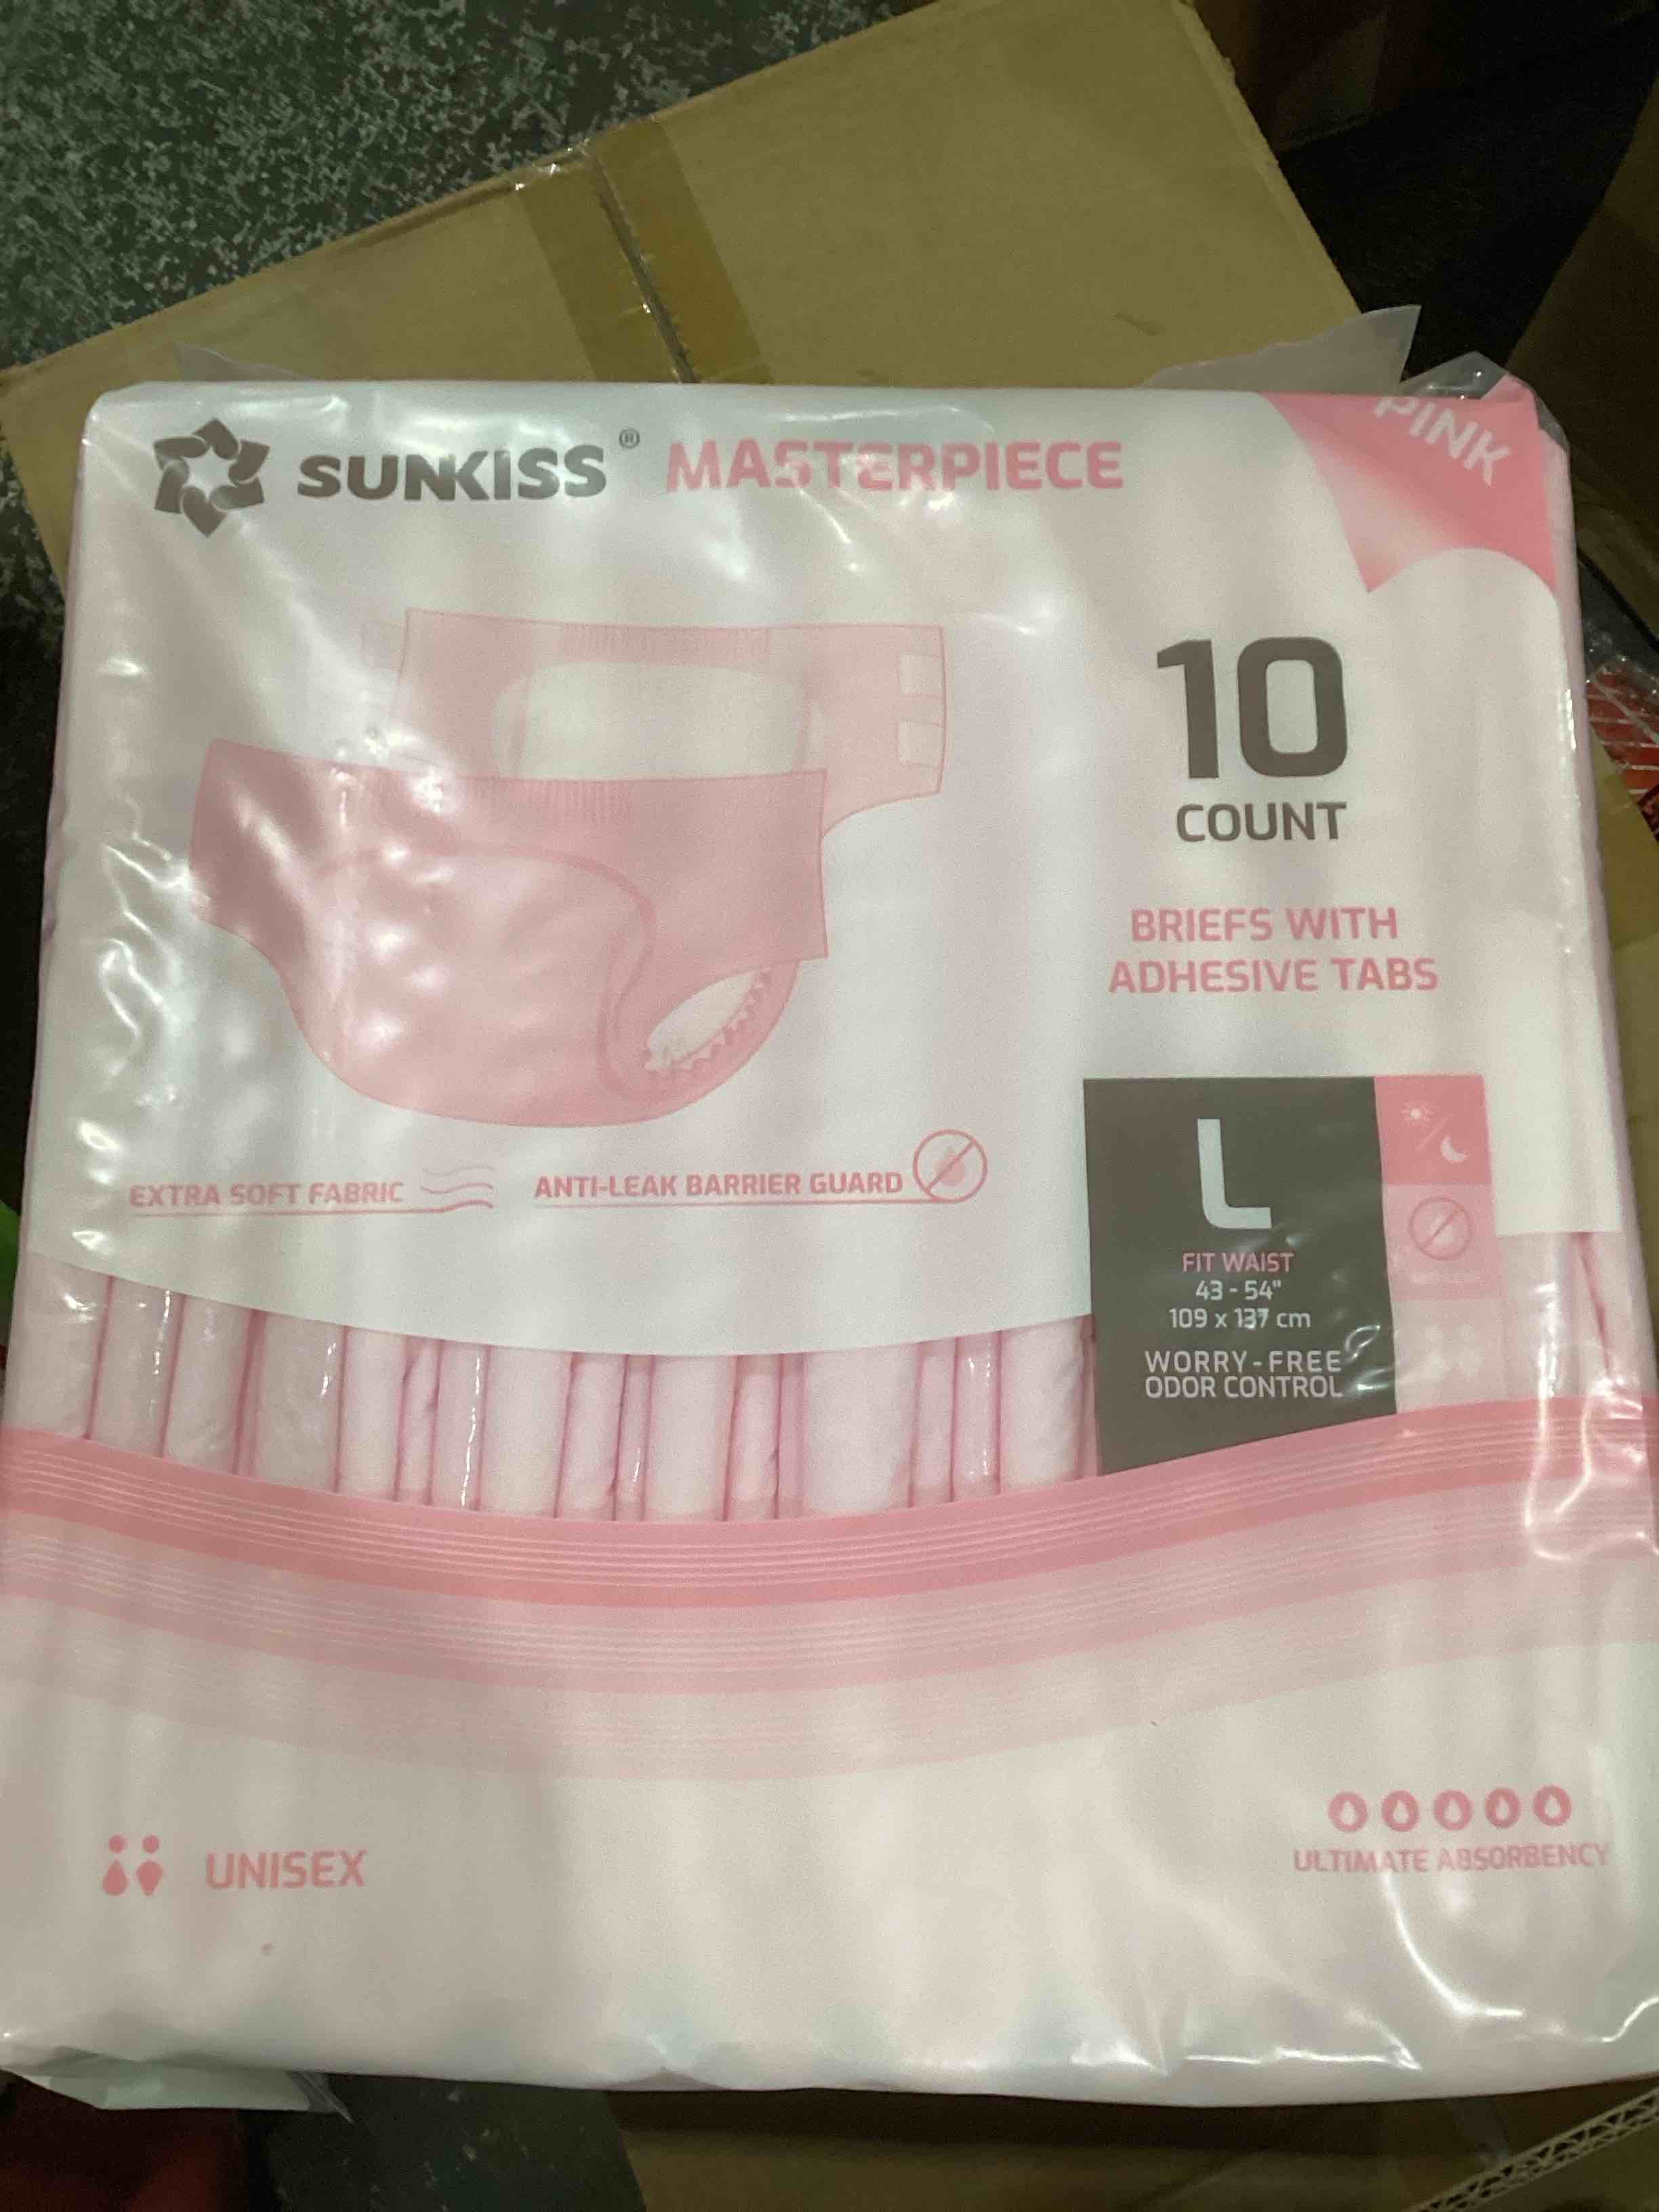 SUNKISS® MASTERPIECE
PINK
10
COUNT
BRIEFS WITH
ADHESIVE TABS
EXTRA SOFT FABRIC
ANTI-LEAK BARRIER GUARD
L
FIT WAIST
43 - 54"
109 x 137 cm
WORRY - FREE
ODOR CONTROL
UNISEX
ULTIMATE ABSORBENCY